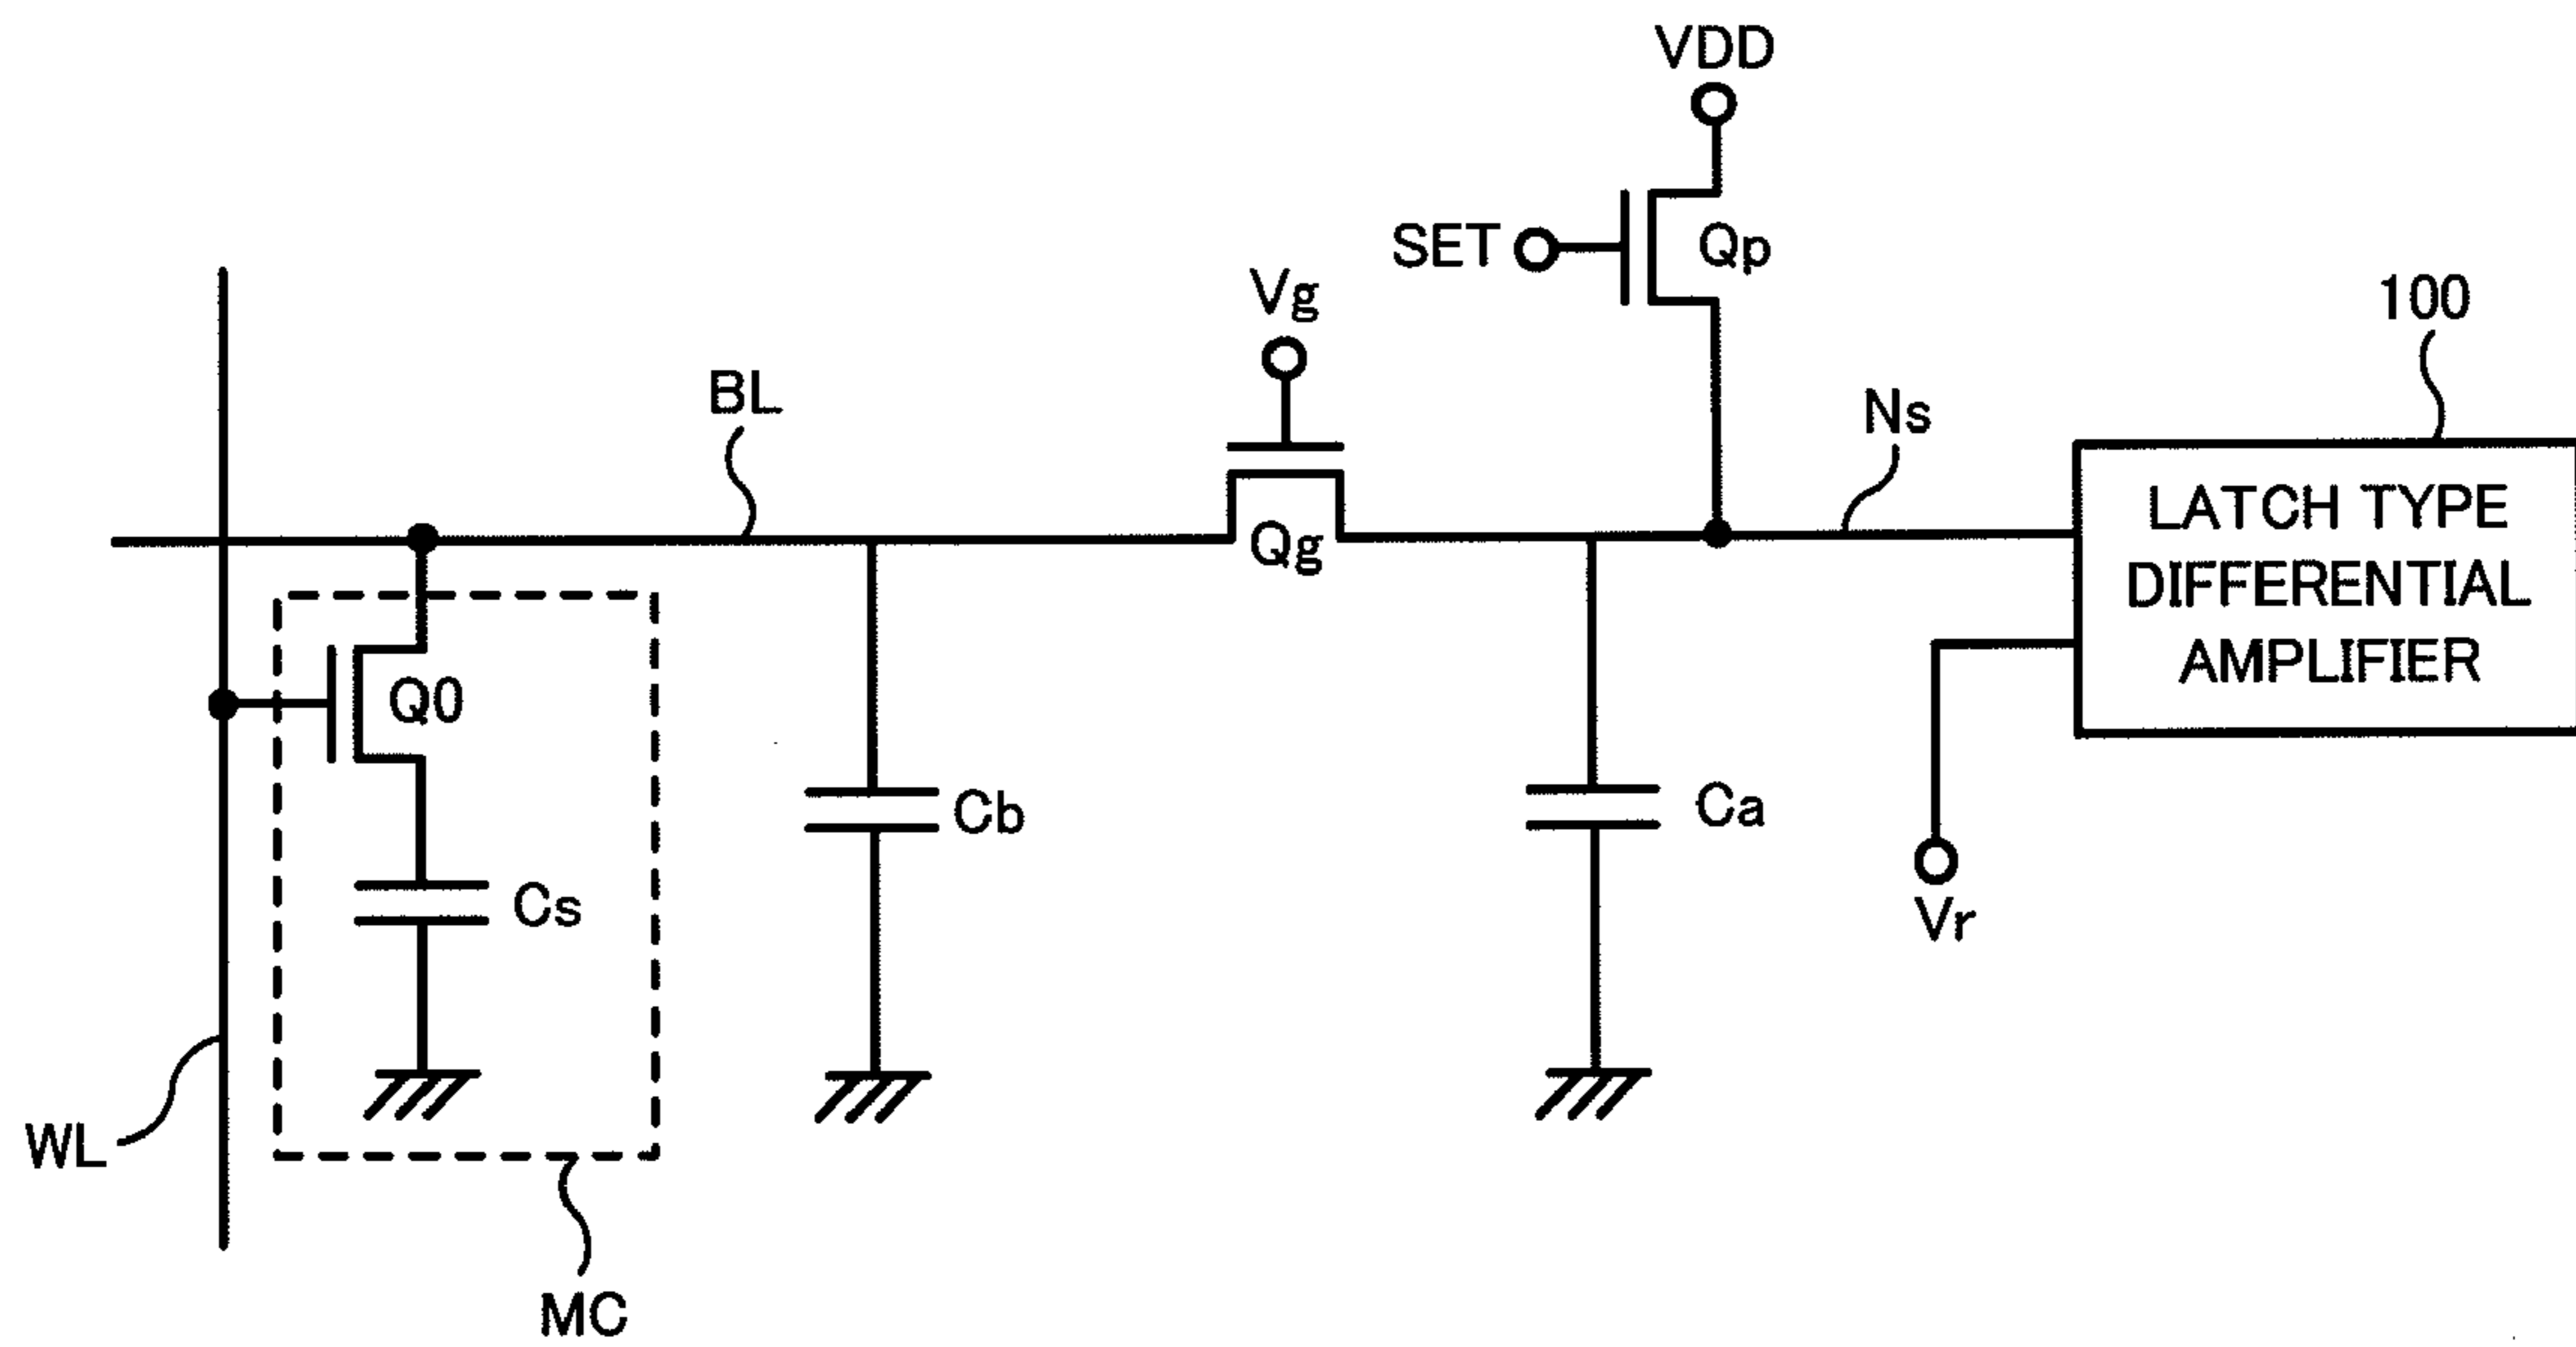 VDD
SET
Qp
Vg
100
BL
Ns
LATCH TYPE
DIFFERENTIAL
AMPLIFIER
Qg
Q0
Cb
Ca
Cs
Vr
WL
MC